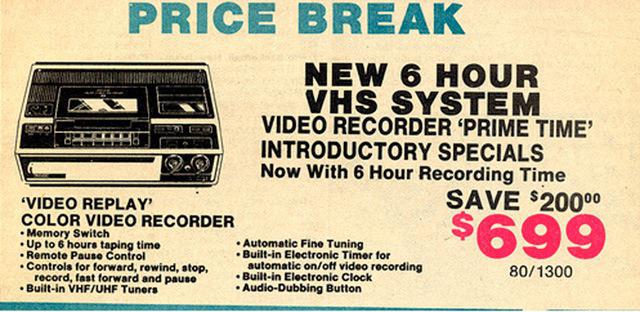 PRICE BREAK
NEW 6 HOUR
VHS SYSTEM
VIDEO RECORDER 'PRIME TIME'
INTRODUCTORY SPECIALS
Now With 6 Hour Recording Time
SAVE $200⁰⁰
$699
80/1300
'VIDEO REPLAY'
COLOR VIDEO RECORDER
• Memory Switch
• Up to 6 hours taping time
• Remote Pause Control
• Controls for forward, rewind, stop,
record, fast forward and pause
• Built-in VHF/UHF Tuners
• Automatic Fine Tuning
• Built-in Electronic Timer for
automatic on/off video recording
• Built-in Electronic Clock
• Audio-Dubbing Button